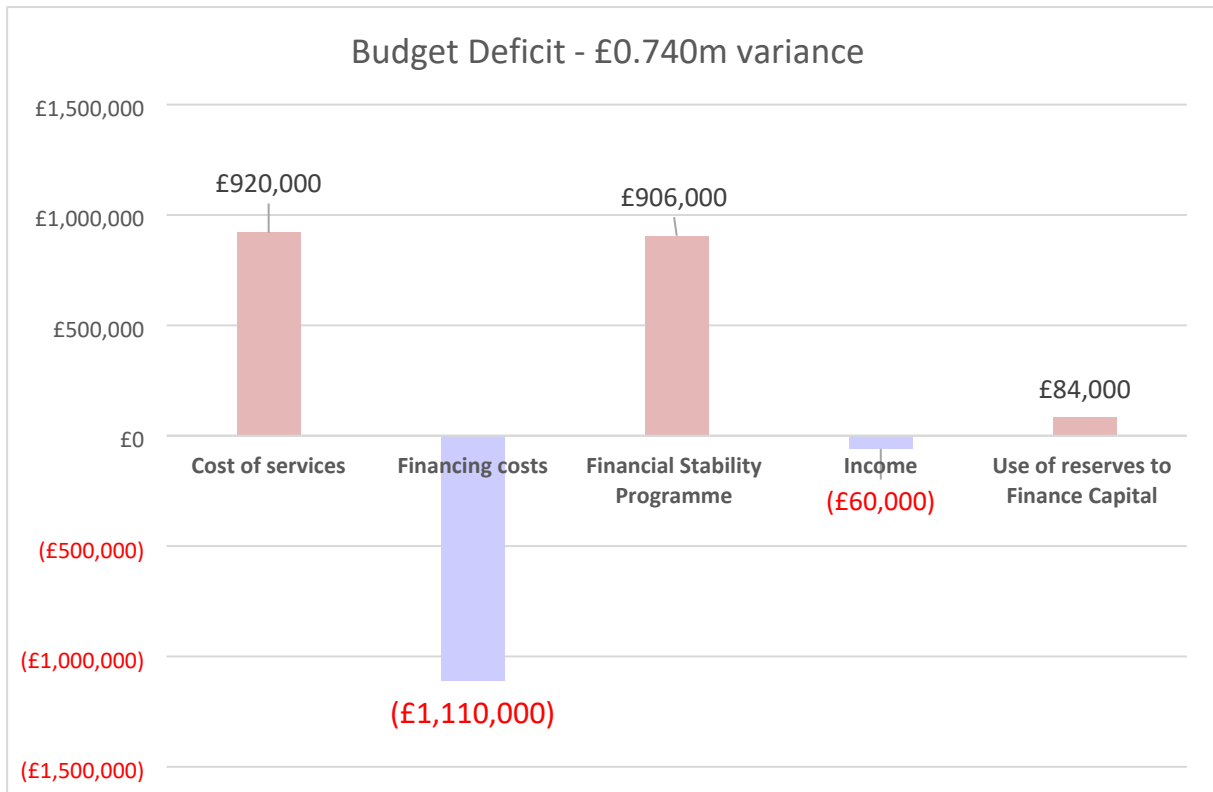 Budget Deficit - £0.740m variance
£1,500,000
£920,000
£1,000,000
£906,000
£500,000
£84,000
£0
Cost of services
Financing costs
Financial Stability
Programme
Income
Use of reserves to
Finance Capital
(£60,000)
(£500,000)
(£1,000,000)
(£1,110,000)
(£1,500,000)